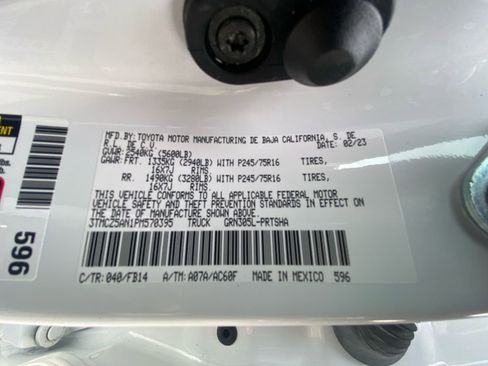 MFD.BY: TOYOTA MOTOR MANUFACTURING DE BAJA CALIFORNIA, S. DE
R.L. DE C.V. DATE: 02/23
GVWR: 2540KG (5600LB)
GAWR: FRT. 1335KG (2940LB) WITH P245/75R16 TIRES,
16X7J RIMS.
RR. 1490KG (3280LB) WITH P245/75R16 TIRES,
16X7J RIMS.
THIS VEHICLE CONFORMS TO ALL APPLICABLE FEDERAL MOTOR
VEHICLE SAFETY AND THEFT PREVENTION STANDARDS IN EFFECT ON
THE DATE OF MANUFACTURE SHOWN ABOVE.
3TMCZ5AN1PM570395 TRUCK GRN305L-PRTSHA
C/TR: 040/FB14 A/TM: A07A/AC60F MADE IN MEXICO 596
596
lbs.